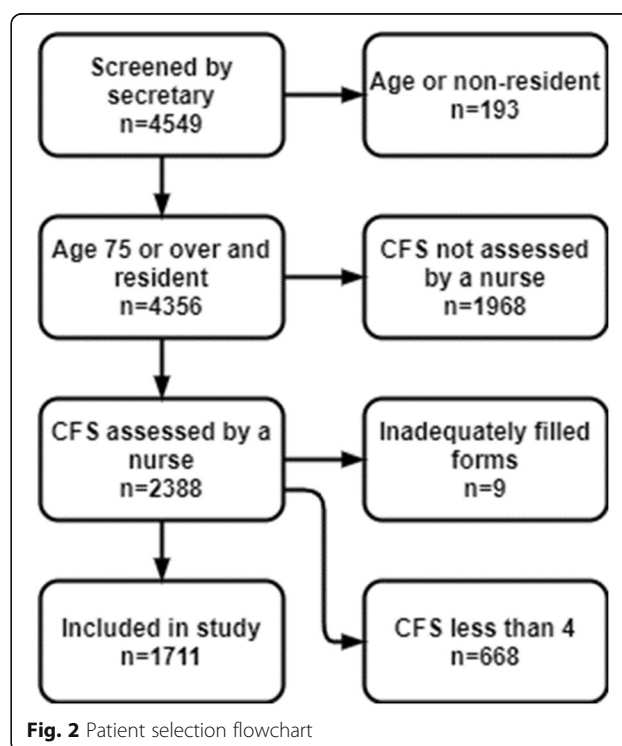 Screened by
secretary
n=4549
Age or non-resident
n=193
Age 75 or over and
resident
n=4356
CFS not assessed
by a nurse
n=1968
CFS assessed by a
nurse
n=2388
Inadequately filled
forms
n=9
Included in study
n=1711
CFS less than 4
n=668
Fig. 2 Patient selection flowchart